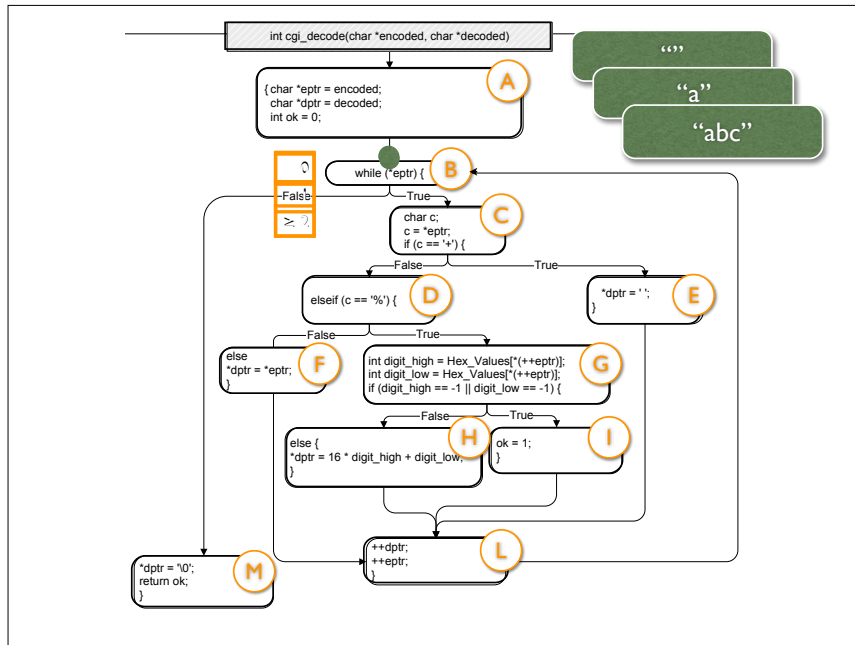 int cgi_decode(char *encoded, char *decoded)
“”
“a”
“abc”
A
{ char *eptr = encoded;
char *dptr = decoded;
int ok = 0;
B
while (*eptr) {
0
1
≥ 2
False
True
C
char c;
c = *eptr;
if (c == '+') {
False
True
D
elseif (c == '%') {
E
*dptr = ' ';
}
False
True
F
else
*dptr = *eptr;
}
G
int digit_high = Hex_Values[*(++eptr)];
int digit_low = Hex_Values[*(++eptr)];
if (digit_high == -1 || digit_low == -1) {
False
True
H
else {
*dptr = 16 * digit_high + digit_low;
}
I
ok = 1;
}
L
++dptr;
++eptr;
}
M
*dptr = '\0';
return ok;
}